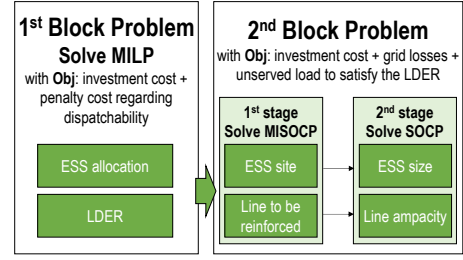 1st Block Problem
Solve MILP
with Obj: investment cost +
penalty cost regarding
dispatchability
ESS allocation
LDER
2nd Block Problem
with Obj: investment cost + grid losses +
unserved load to satisfy the LDER
1st stage
Solve MISOCP
ESS site
Line to be
reinforced
2nd stage
Solve SOCP
ESS size
Line ampacity